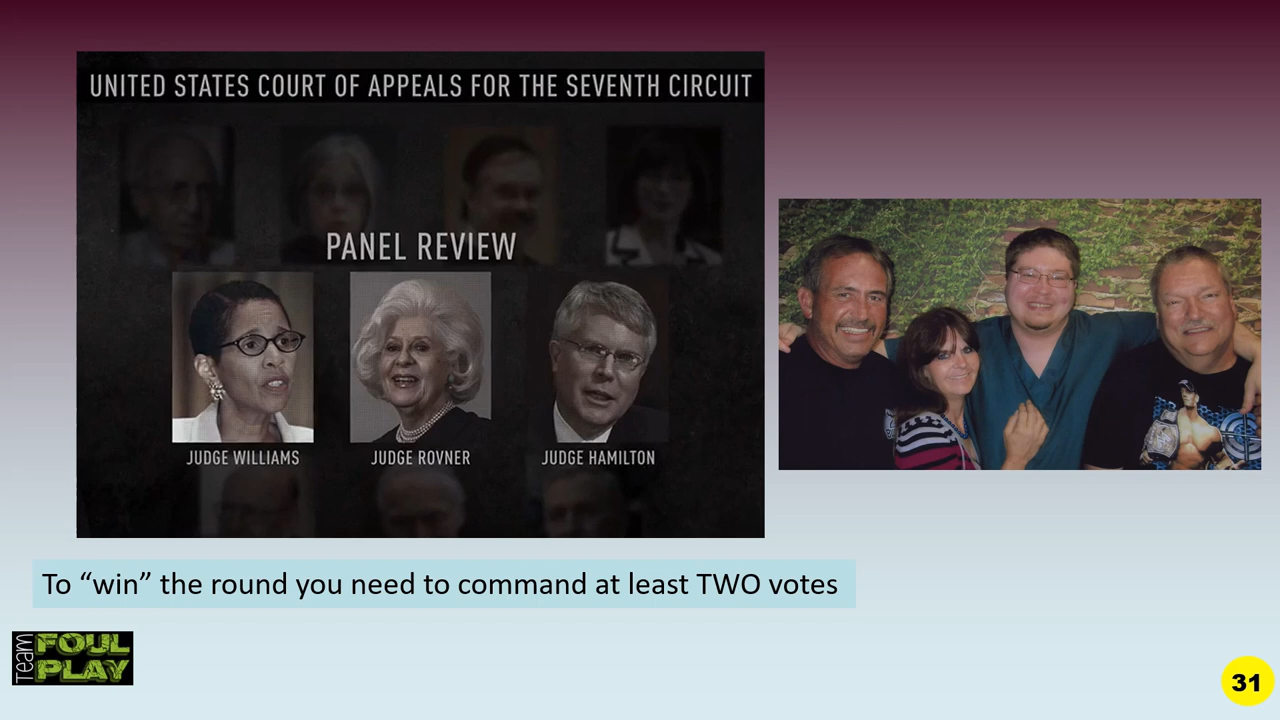 UNITED STATES COURT OF APPEALS FOR THE SEVENTH CIRCUIT
PANEL REVIEW
JUDGE WILLIAMS
JUDGE ROVNER
JUDGE HAMILTON
To “win” the round you need to command at least TWO votes
Team
FOUL
PLAY
31